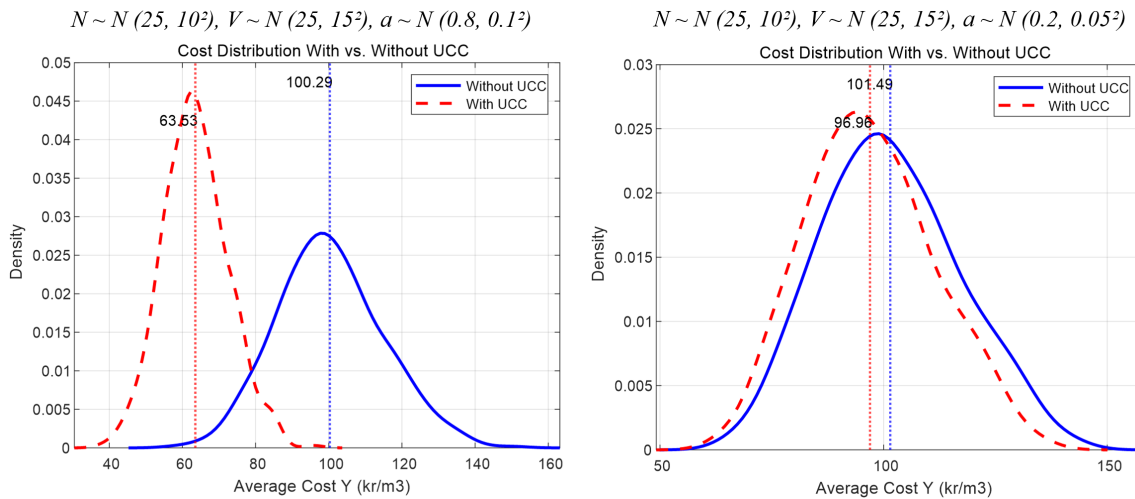 N ~ N (25, 10²), V ~ N (25, 15²), a ~ N (0.8, 0.1²)
Cost Distribution With vs. Without UCC
0.05
0.045
0.04
0.035
0.03
0.025
0.02
0.015
0.01
0.005
0
Density
100.29
63.53
Without UCC
With UCC
40 60 80 100 120 140 160
Average Cost Y (kr/m3)
N ~ N (25, 10²), V ~ N (25, 15²), a ~ N (0.2, 0.05²)
Cost Distribution With vs. Without UCC
0.03
0.025
0.02
0.015
0.01
0.005
0
Density
101.49
96.96
Without UCC
With UCC
50 100 150
Average Cost Y (kr/m3)